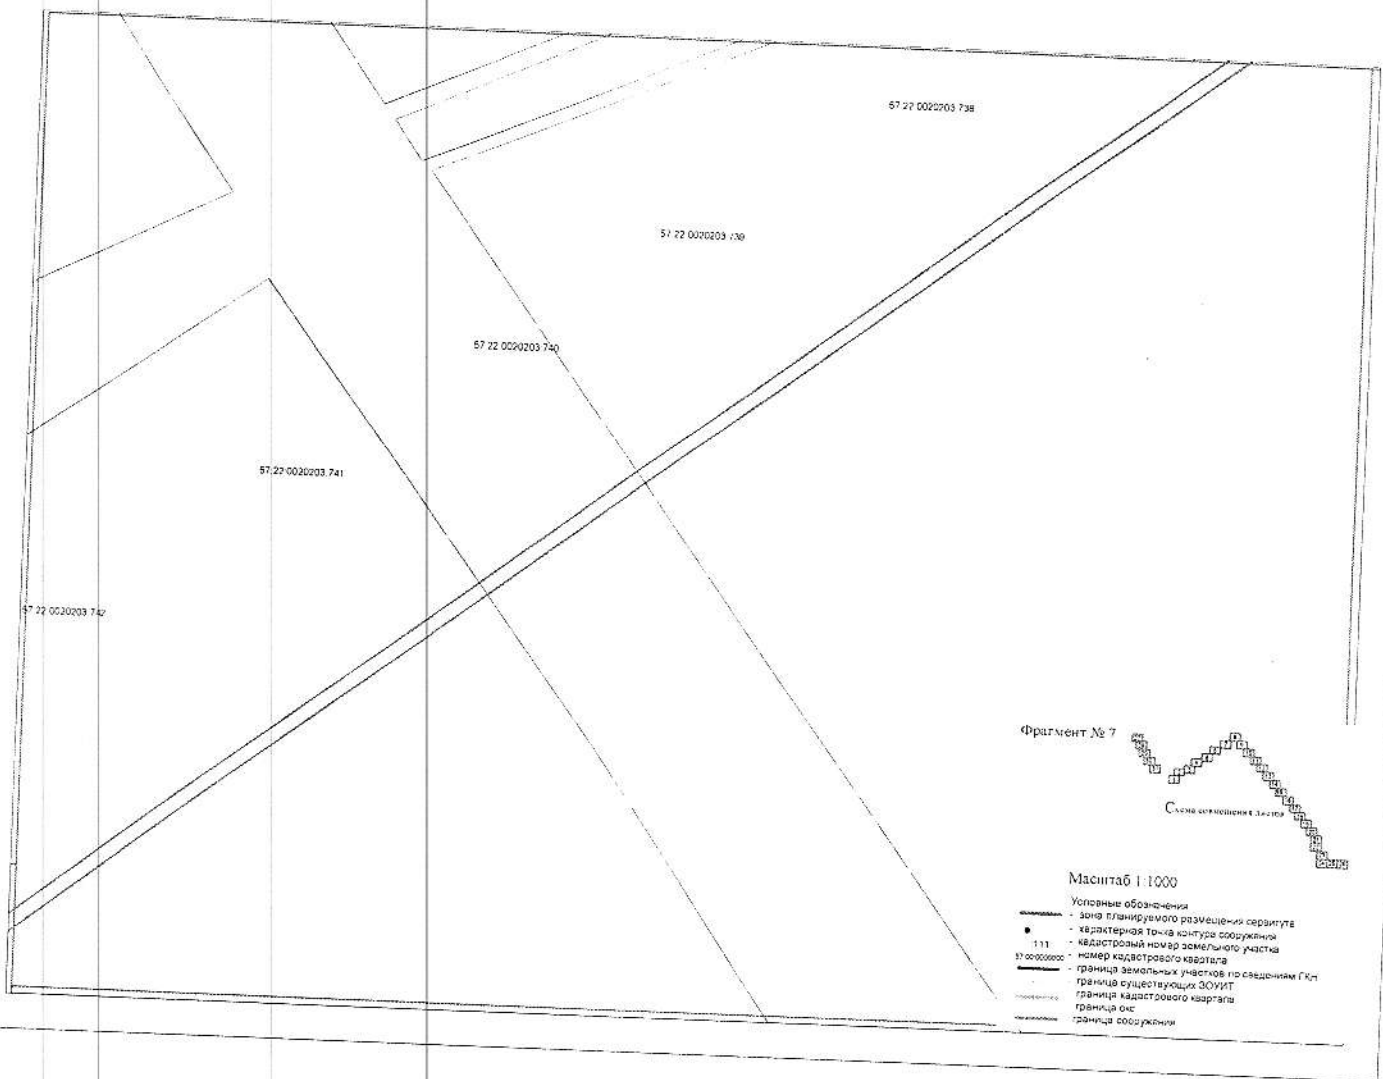 57 22 0020203 738
57 22 0020203 739
57 22 0020203 740
57:22:0020203:741
57 22 0020203 742
Фрагмент № 7
Схема совмещения листов
Масштаб 1:1000
Условные обозначения
- зона планируемого размещения сервитута
- характерная точка контура сооружения
:111 - кадастровый номер земельного участка
57:00:0000000 - номер кадастрового квартала
- граница земельных участков по сведениям ГКН
граница существующих ЗОУИТ
граница кадастрового квартала
граница окс
граница сооружения